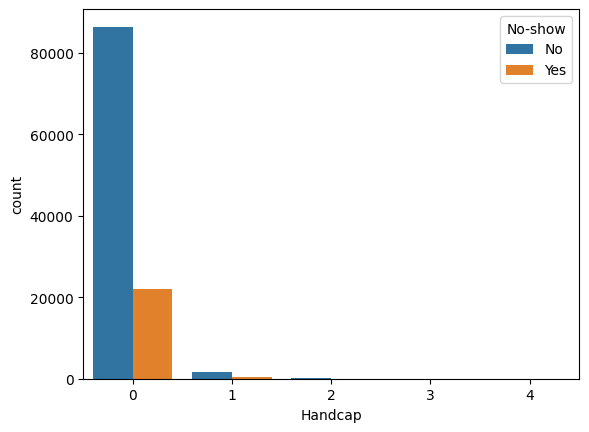 No-show
No
Yes
80000
60000
40000
20000
0
count
0 1 2 3 4
Handcap